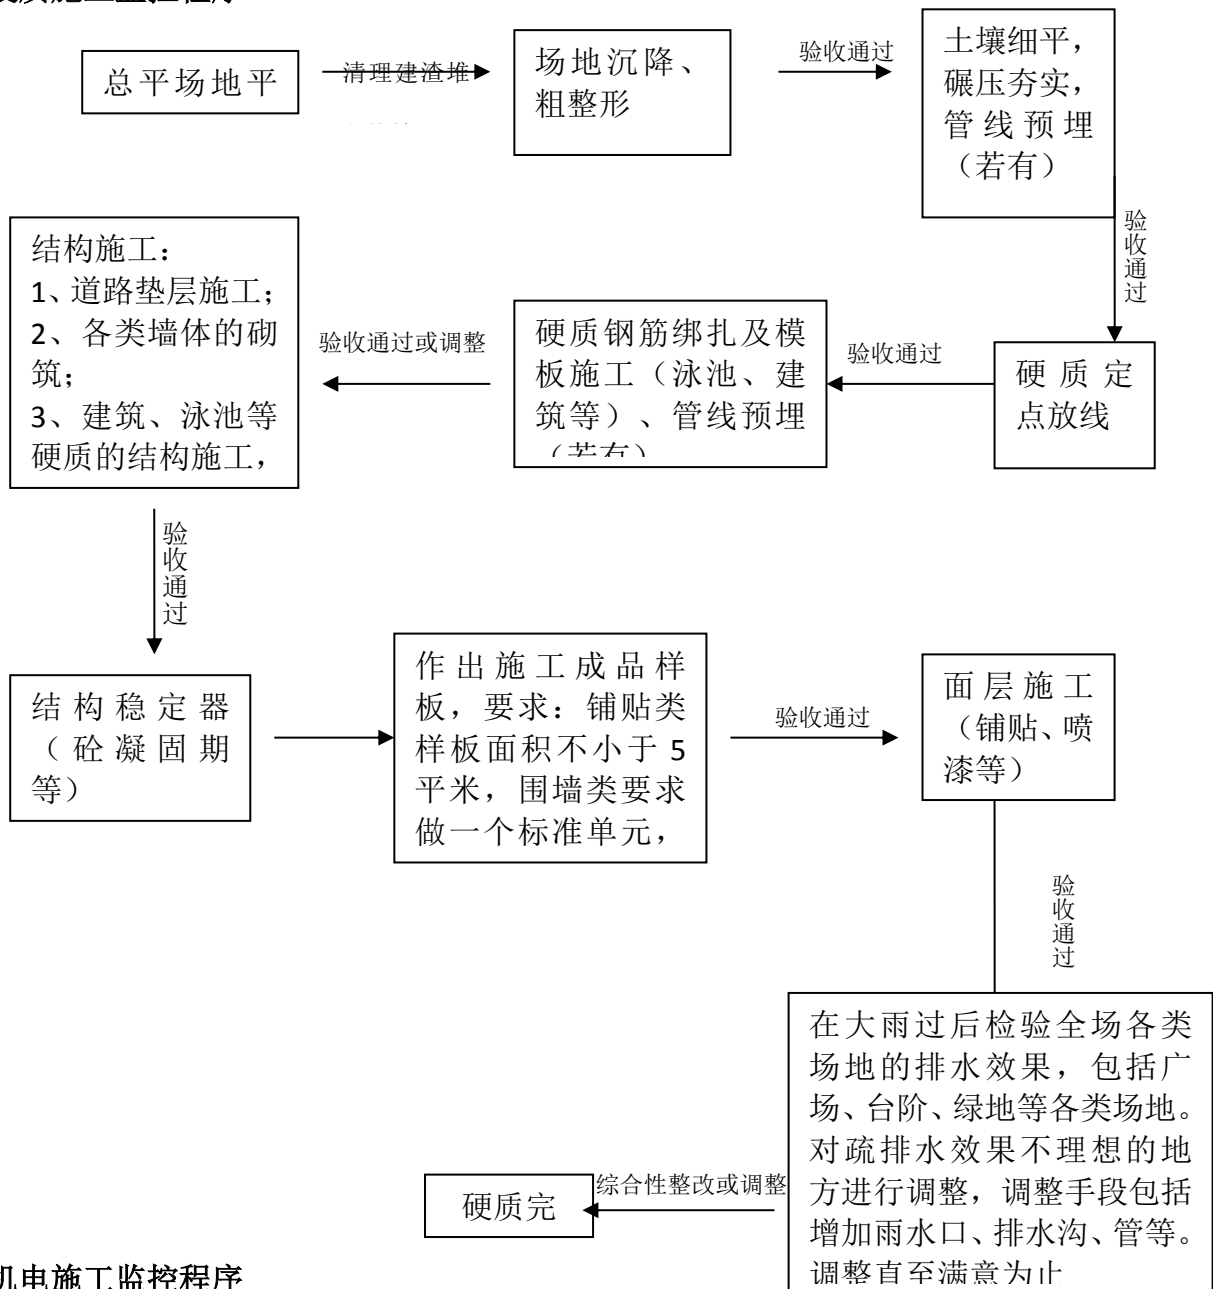 质施工监控程序
总平场地平
清理建渣堆
场地沉降、
粗整形
验收通过
土壤细平，
碾压夯实，
管线预埋
（若有）
验收通过
硬质定
点放线
验收通过
硬质钢筋绑扎及模
板施工（泳池、建
筑等）、管线预埋
（若有）
验收通过或调整
结构施工：
1、道路垫层施工；
2、各类墙体的砌
筑；
3、建筑、泳池等
硬质的结构施工，
验收通过
结构稳定器
（砼凝固期
等）
作出施工成品样
板，要求：铺贴类
样板面积不小于 5
平米，围墙类要求
做一个标准单元，
验收通过
面层施工
（铺贴、喷
漆等）
验收通过
在大雨过后检验全场各类
场地的排水效果，包括广
场、台阶、绿地等各类场地。
对疏排水效果不理想的地
方进行调整，调整手段包括
增加雨水口、排水沟、管等。
调整直至满意为止
综合性整改或调整
硬质完
机电施工监控程序